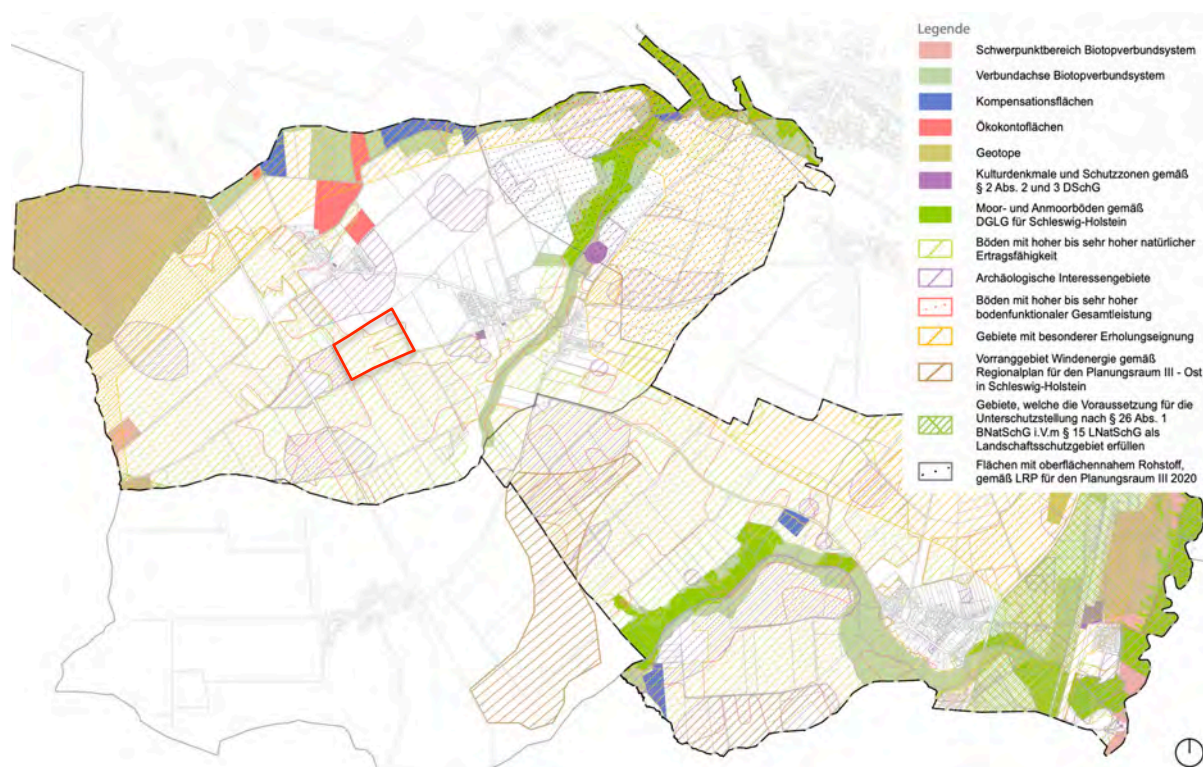 Legende
Schwerpunktbereich Biotopverbundsystem
Verbundachse Biotopverbundsystem
Kompensationsflächen
Ökokontoflächen
Geotope
Kulturdenkmale und Schutzzonen gemäß
§ 2 Abs. 2 und 3 DSchG
Moor- und Anmoorböden gemäß
DGLG für Schleswig-Holstein
Böden mit hoher bis sehr hoher natürlicher
Ertragsfähigkeit
Archäologische Interessengebiete
Böden mit hoher bis sehr hoher
bodenfunktionaler Gesamtleistung
Gebiete mit besonderer Erholungseignung
Vorranggebiet Windenergie gemäß
Regionalplan für den Planungsraum III - Ost
in Schleswig-Holstein
Gebiete, welche die Voraussetzung für die
Unterschutzstellung nach § 26 Abs. 1
BNatSchG i.V.m § 15 LNatSchG als
Landschaftsschutzgebiet erfüllen
Flächen mit oberflächennahem Rohstoff,
gemäß LRP für den Planungsraum III 2020